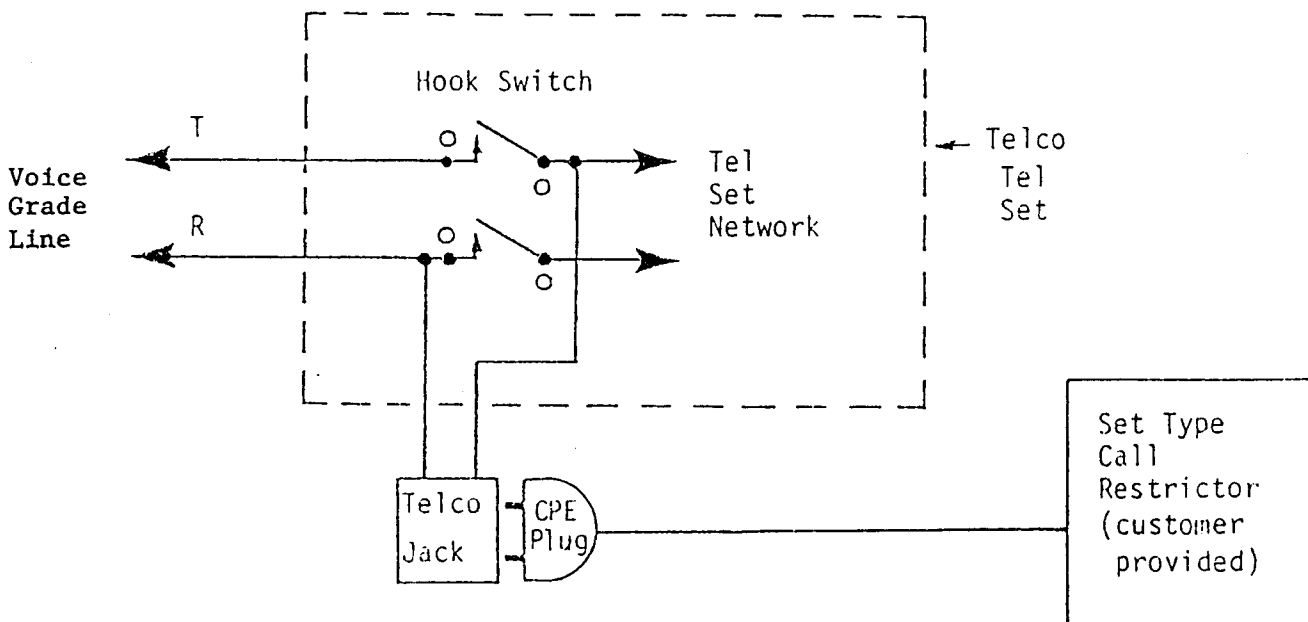 Hook Switch
T
Voice
Grade
Line
R
Tel
Set
Network
Telco
Tel
Set
Telco
Jack
CPE
Plug
Set Type
Call
Restrictor
(customer
provided)